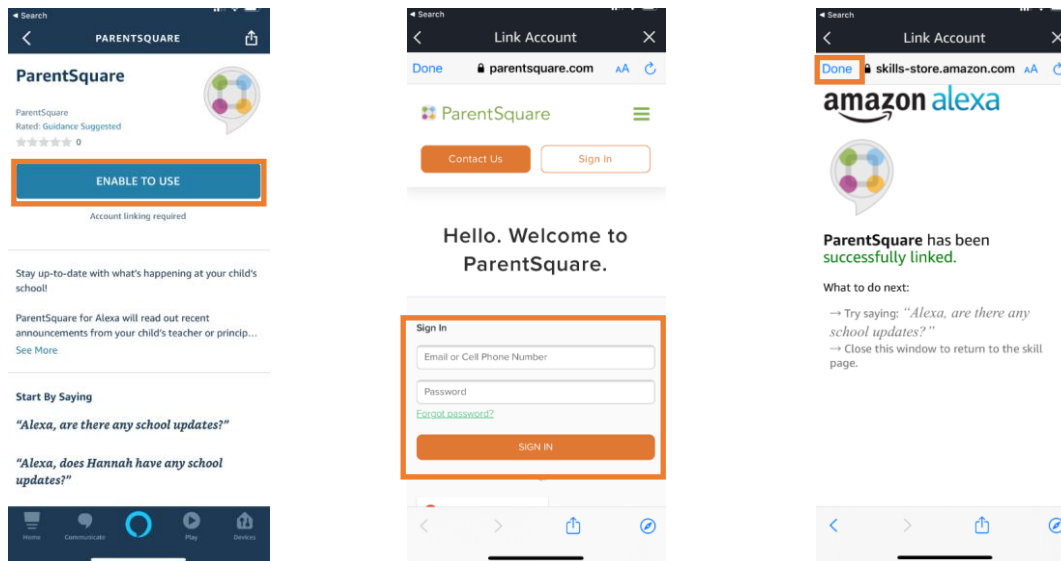 ◄ Search
PARENTSQUARE
ParentSquare
ParentSquare
Rated: Guidance Suggested
0
ENABLE TO USE
Account linking required
Stay up-to-date with what's happening at your child's
school!
ParentSquare for Alexa will read out recent
announcements from your child's teacher or princip...
See More
Start By Saying
"Alexa, are there any school updates?"
"Alexa, does Hannah have any school
updates?"
Home Communicate Play Devices
◄ Search
Link Account
Done parentsquare.com AA
ParentSquare
Contact Us Sign In
Hello. Welcome to
ParentSquare.
Sign In
Email or Cell Phone Number
Password
Forgot password?
SIGN IN
◄ Search
Link Account
Done skills-store.amazon.com AA
amazon alexa
ParentSquare has been
successfully linked.
What to do next:
→ Try saying: "Alexa, are there any
school updates?"
→ Close this window to return to the skill
page.